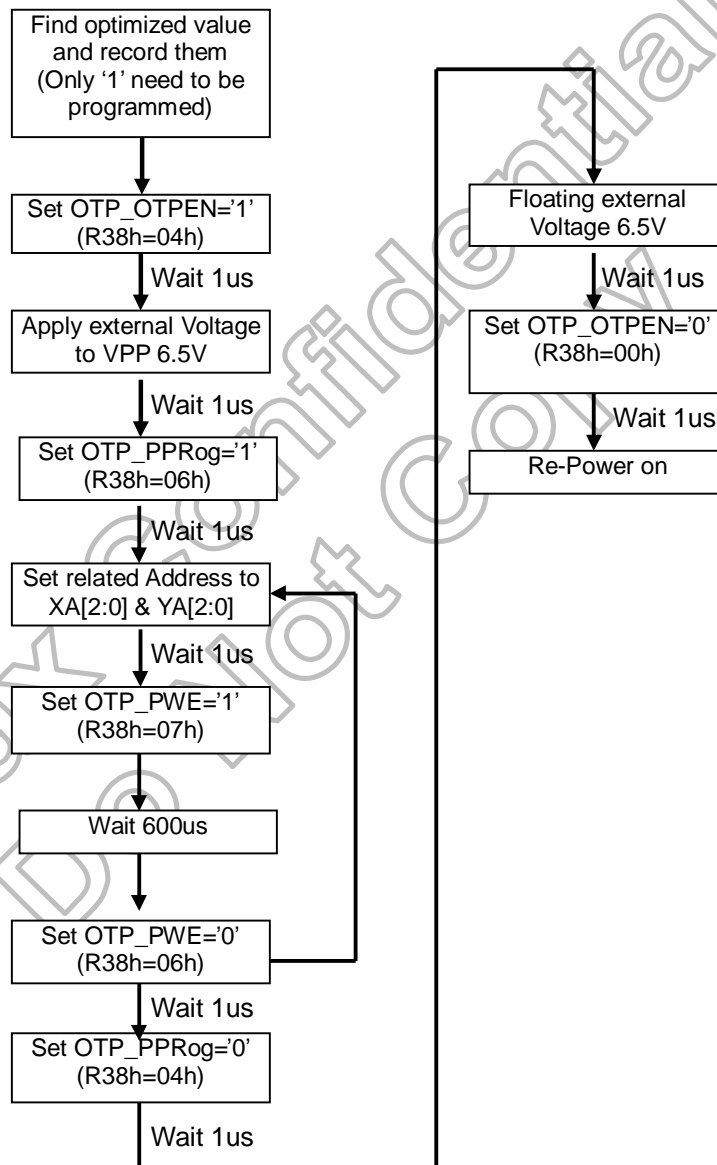 Find optimized value
and record them
(Only ‘1’ need to be
programmed)
Set OTP_OTPEN=’1’
(R38h=04h)
Wait 1us
Apply external Voltage
to VPP 6.5V
Wait 1us
Set OTP_PPRog=’1’
(R38h=06h)
Wait 1us
Set related Address to
XA[2:0] & YA[2:0]
Wait 1us
Set OTP_PWE=’1’
(R38h=07h)
Wait 600us
Set OTP_PWE=’0’
(R38h=06h)
Wait 1us
Set OTP_PPRog=’0’
(R38h=04h)
Wait 1us
Floating external
Voltage 6.5V
Wait 1us
Set OTP_OTPEN=’0’
(R38h=00h)
Wait 1us
Re-Power on
Confidential
Do Not Copy